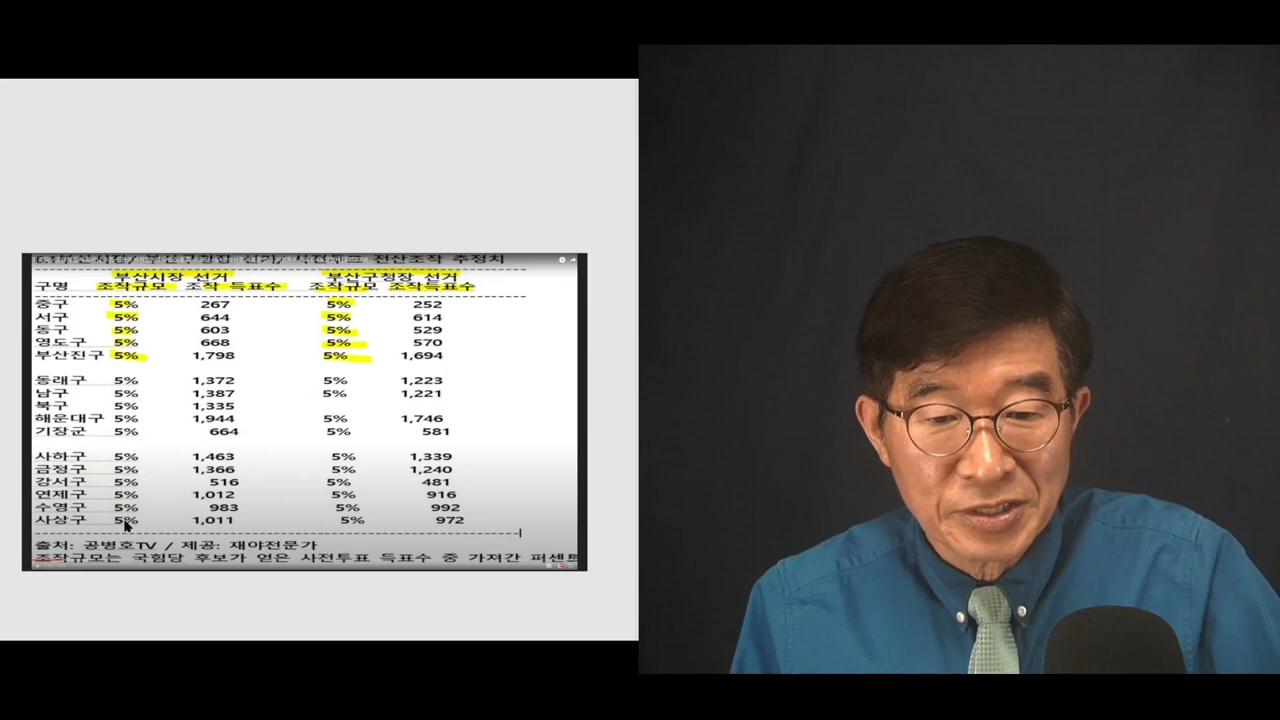 전산조작 추정치
부산시장 선거 부산구청장 선거
구명 조작규모 조작 득표수 조작규모 조작득표수
중구 5% 267 5% 252
서구 5% 644 5% 614
동구 5% 603 5% 529
영도구 5% 668 5% 570
부산진구 5% 1,798 5% 1,694
동래구 5% 1,372 5% 1,223
남구 5% 1,387 5% 1,221
북구 5% 1,335
해운대구 5% 1,944 5% 1,746
기장군 5% 664 5% 581
사하구 5% 1,463 5% 1,339
금정구 5% 1,366 5% 1,240
강서구 5% 516 5% 481
연제구 5% 1,012 5% 916
수영구 5% 983 5% 992
사상구 5% 1,011 5% 972
출처: 공병호TV / 제공: 재야전문가
조작규모는 국힘당 후보가 얻은 사전투표 득표수 중 가져간 퍼센트